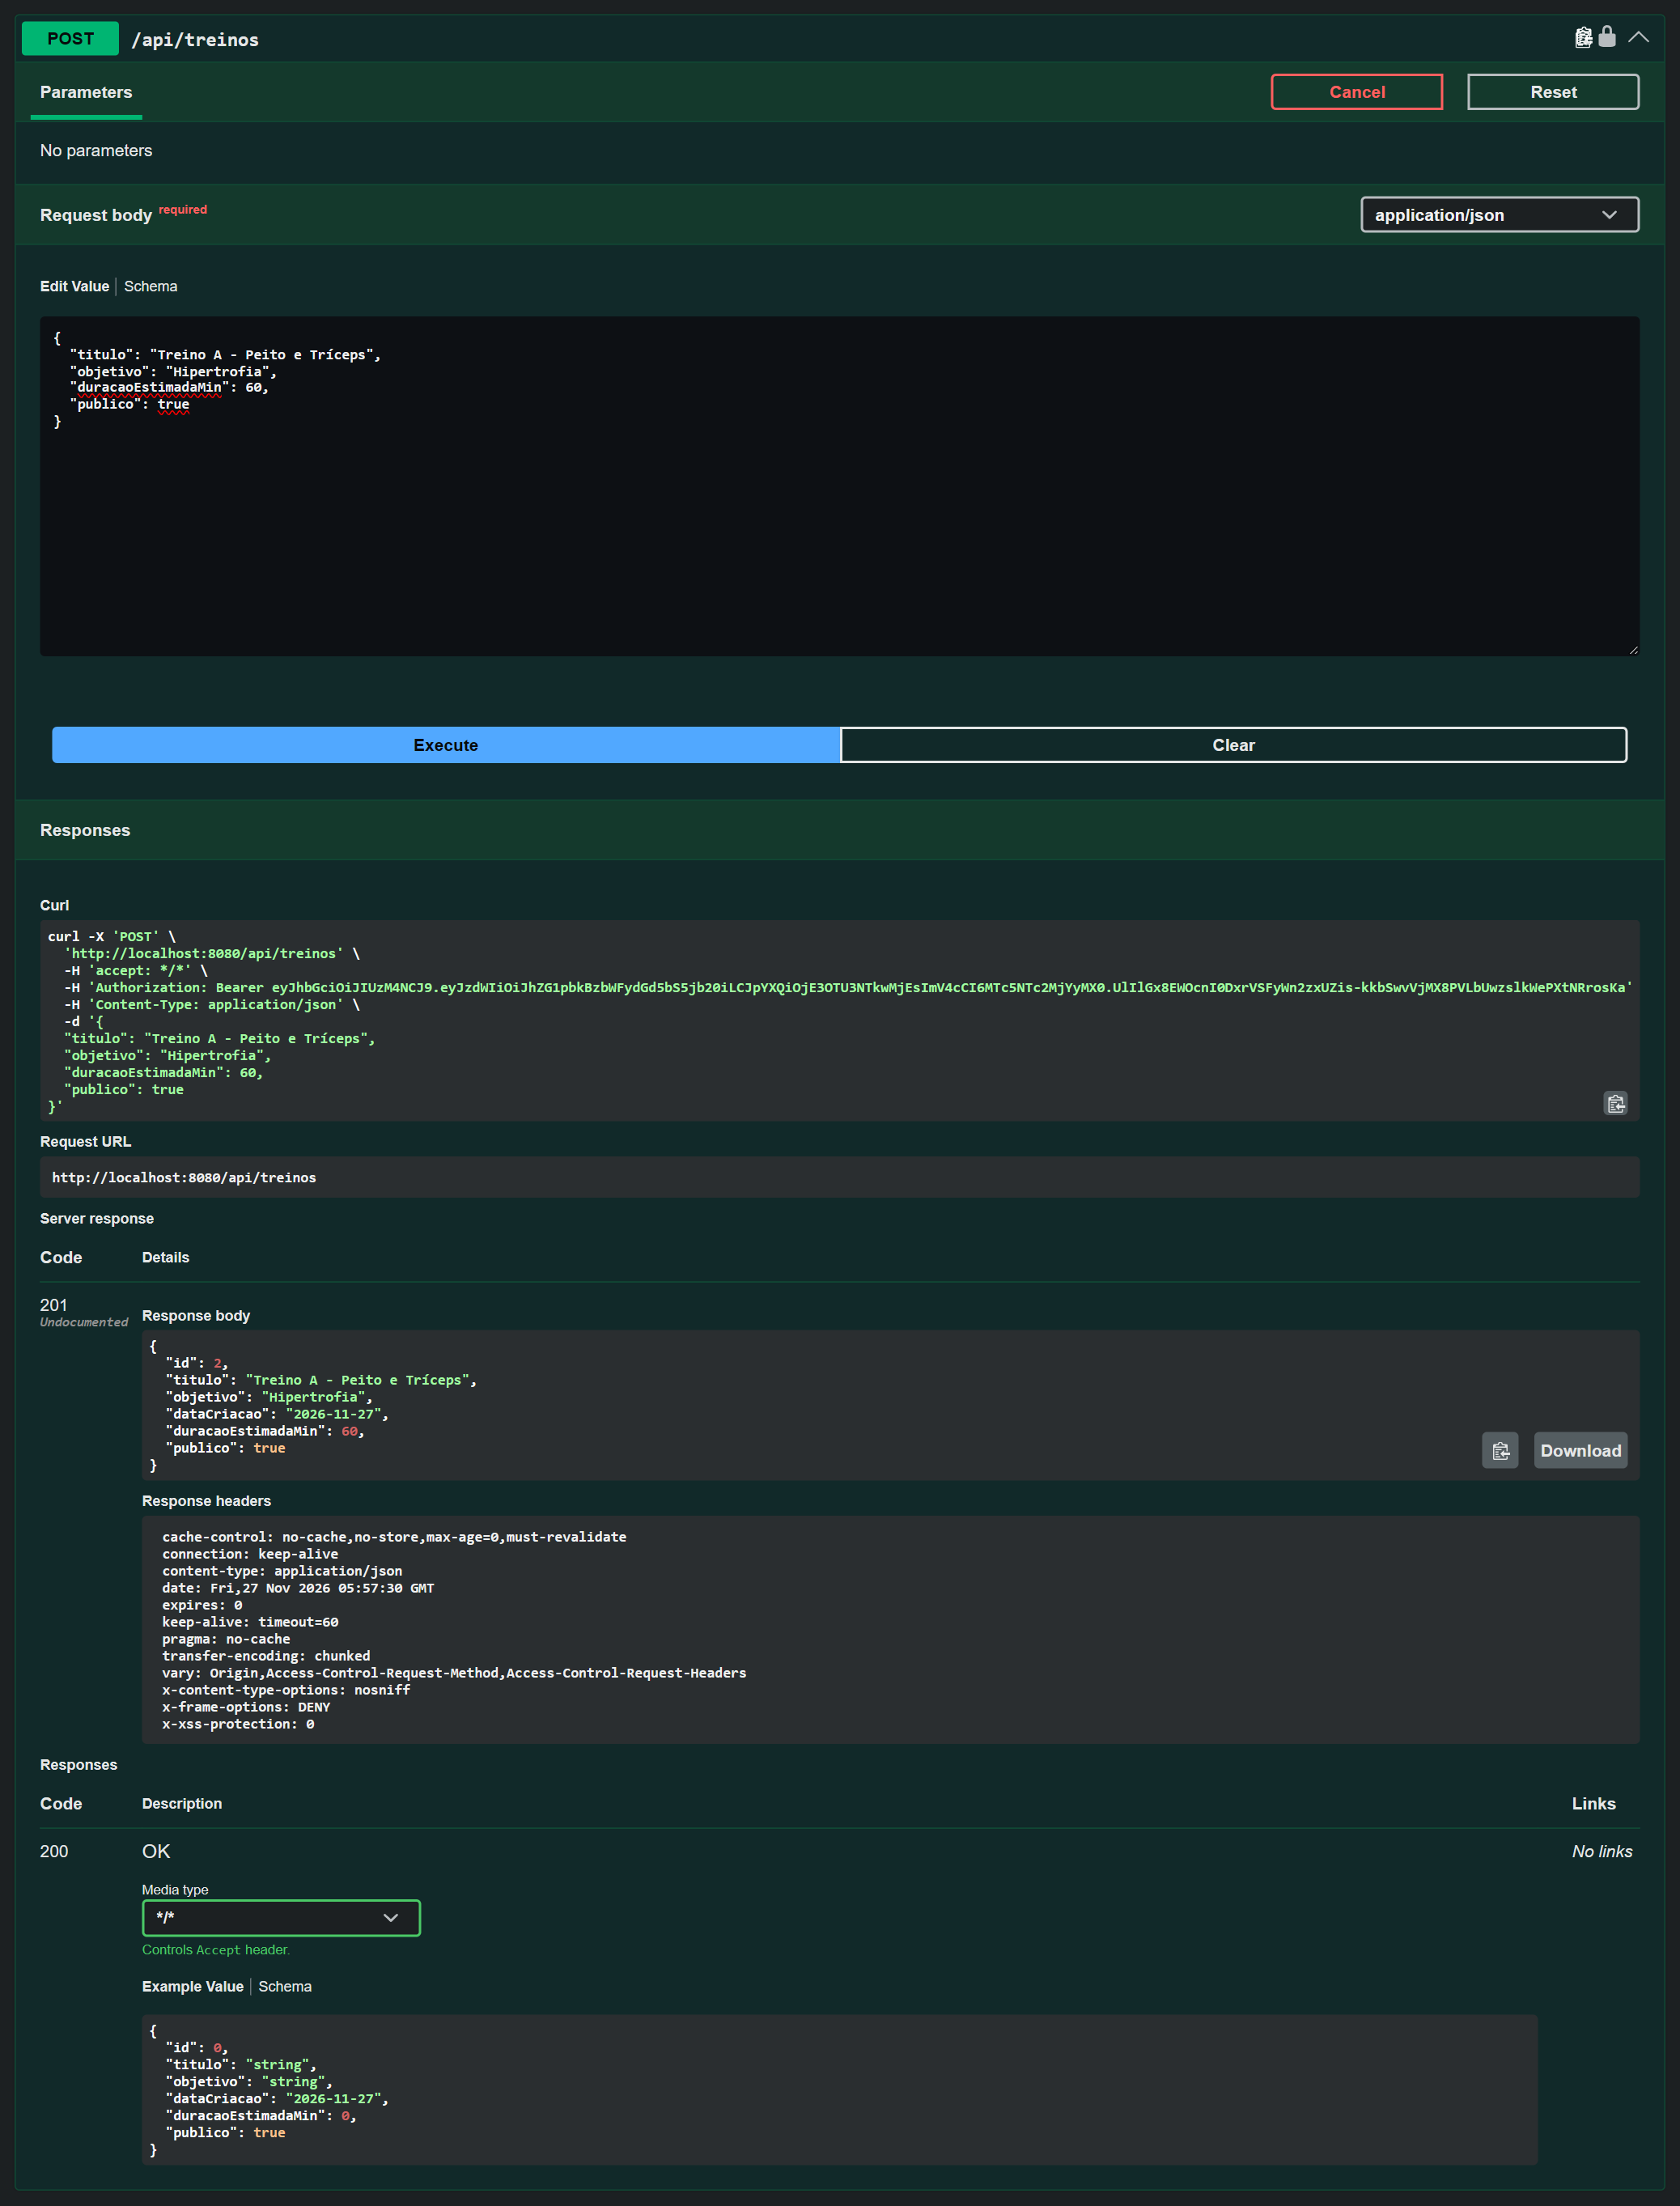 POST /api/treinos
Parameters
Cancel
Reset
No parameters
Request body required
application/json
Edit Value | Schema
{
  "titulo": "Treino A - Peito e Tríceps",
  "objetivo": "Hipertrofia",
  "duracaoEstimadaMin": 60,
  "publico": true
}
Execute
Clear
Responses
Curl
curl -X 'POST' \
  'http://localhost:8080/api/treinos' \
  -H 'accept: */*' \
  -H 'Authorization: Bearer eyJhbGciOiJIUzM4NCJ9.eyJzdWIiOiJhZG1pbkBzbWFydGd5bS5jb20iLCJpYXQiOjE3OTU3NTkwMjEsImV4cCI6MTc5NTc2MjYyMX0.UlIlGx8EWOcnI0DxrVSFyWn2zxUZis-kkbSwvVjMX8PVLbUwzslkWePXtNRrosKa'
  -H 'Content-Type: application/json' \
  -d '{
  "titulo": "Treino A - Peito e Tríceps",
  "objetivo": "Hipertrofia",
  "duracaoEstimadaMin": 60,
  "publico": true
}'
Request URL
http://localhost:8080/api/treinos
Server response
Code Details
201
Undocumented
Response body
{
  "id": 2,
  "titulo": "Treino A - Peito e Tríceps",
  "objetivo": "Hipertrofia",
  "dataCriacao": "2026-11-27",
  "duracaoEstimadaMin": 60,
  "publico": true
}
Download
Response headers
cache-control: no-cache,no-store,max-age=0,must-revalidate
connection: keep-alive
content-type: application/json
date: Fri,27 Nov 2026 05:57:30 GMT
expires: 0
keep-alive: timeout=60
pragma: no-cache
transfer-encoding: chunked
vary: Origin,Access-Control-Request-Method,Access-Control-Request-Headers
x-content-type-options: nosniff
x-frame-options: DENY
x-xss-protection: 0
Responses
Code Description Links
200 OK No links
Media type
*/*
Controls Accept header.
Example Value | Schema
{
  "id": 0,
  "titulo": "string",
  "objetivo": "string",
  "dataCriacao": "2026-11-27",
  "duracaoEstimadaMin": 0,
  "publico": true
}